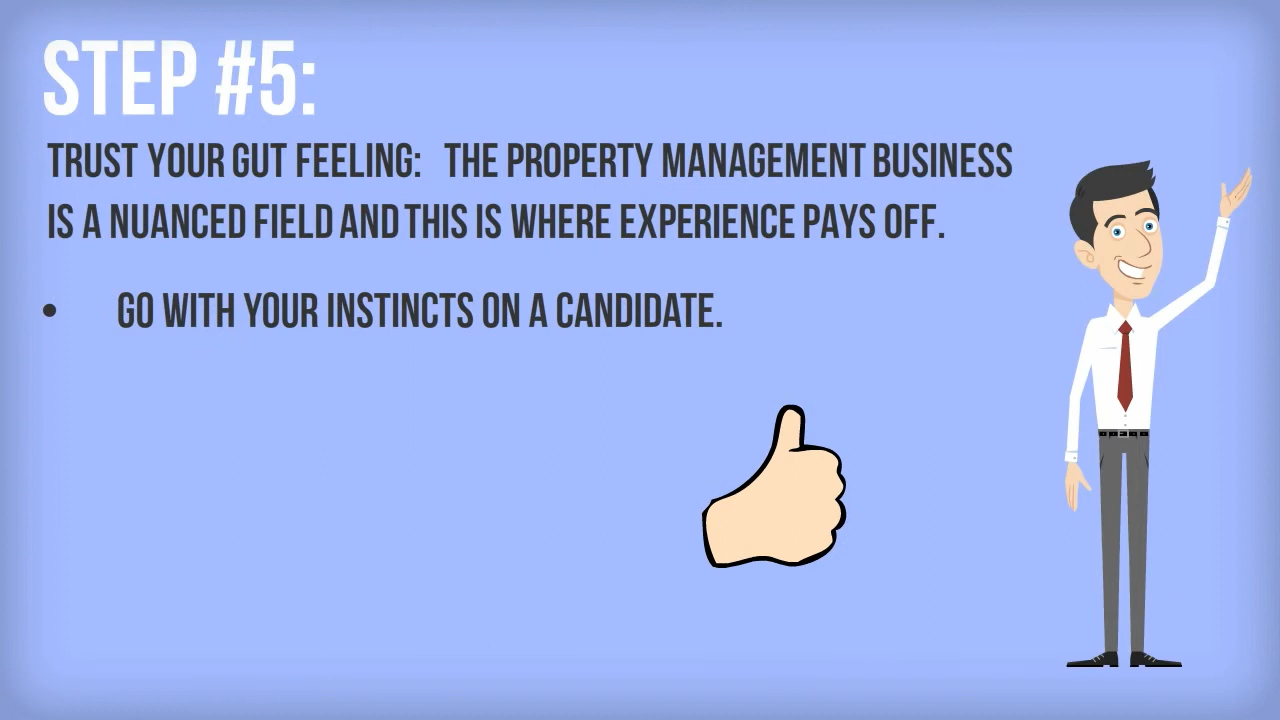 STEP #5:
TRUST YOUR GUT FEELING: THE PROPERTY MANAGEMENT BUSINESS
IS A NUANCED FIELD AND THIS IS WHERE EXPERIENCE PAYS OFF.
• GO WITH YOUR INSTINCTS ON A CANDIDATE.